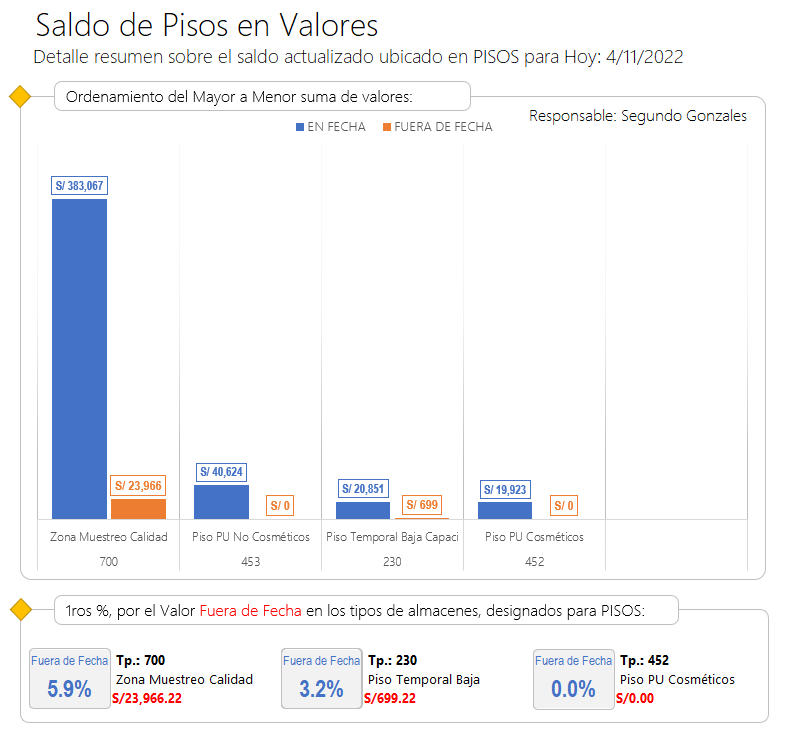 Saldo de Pisos en Valores
Detalle resumen sobre el saldo actualizado ubicado en PISOS para Hoy: 4/11/2022
Ordenamiento del Mayor a Menor suma de valores:
Responsable: Segundo Gonzales
EN FECHA FUERA DE FECHA
S/ 383,067
S/ 23,966
S/ 40,624
S/ 0
S/ 20,851
S/ 699
S/ 19,923
S/ 0
Zona Muestreo Calidad Piso PU No Cosméticos Piso Temporal Baja Capaci Piso PU Cosméticos
700 453 230 452
1ros %, por el Valor Fuera de Fecha en los tipos de almacenes, designados para PISOS:
Fuera de Fecha
5.9%
Tp.: 700
Zona Muestreo Calidad
S/23,966.22
Fuera de Fecha
3.2%
Tp.: 230
Piso Temporal Baja
S/699.22
Fuera de Fecha
0.0%
Tp.: 452
Piso PU Cosméticos
S/0.00